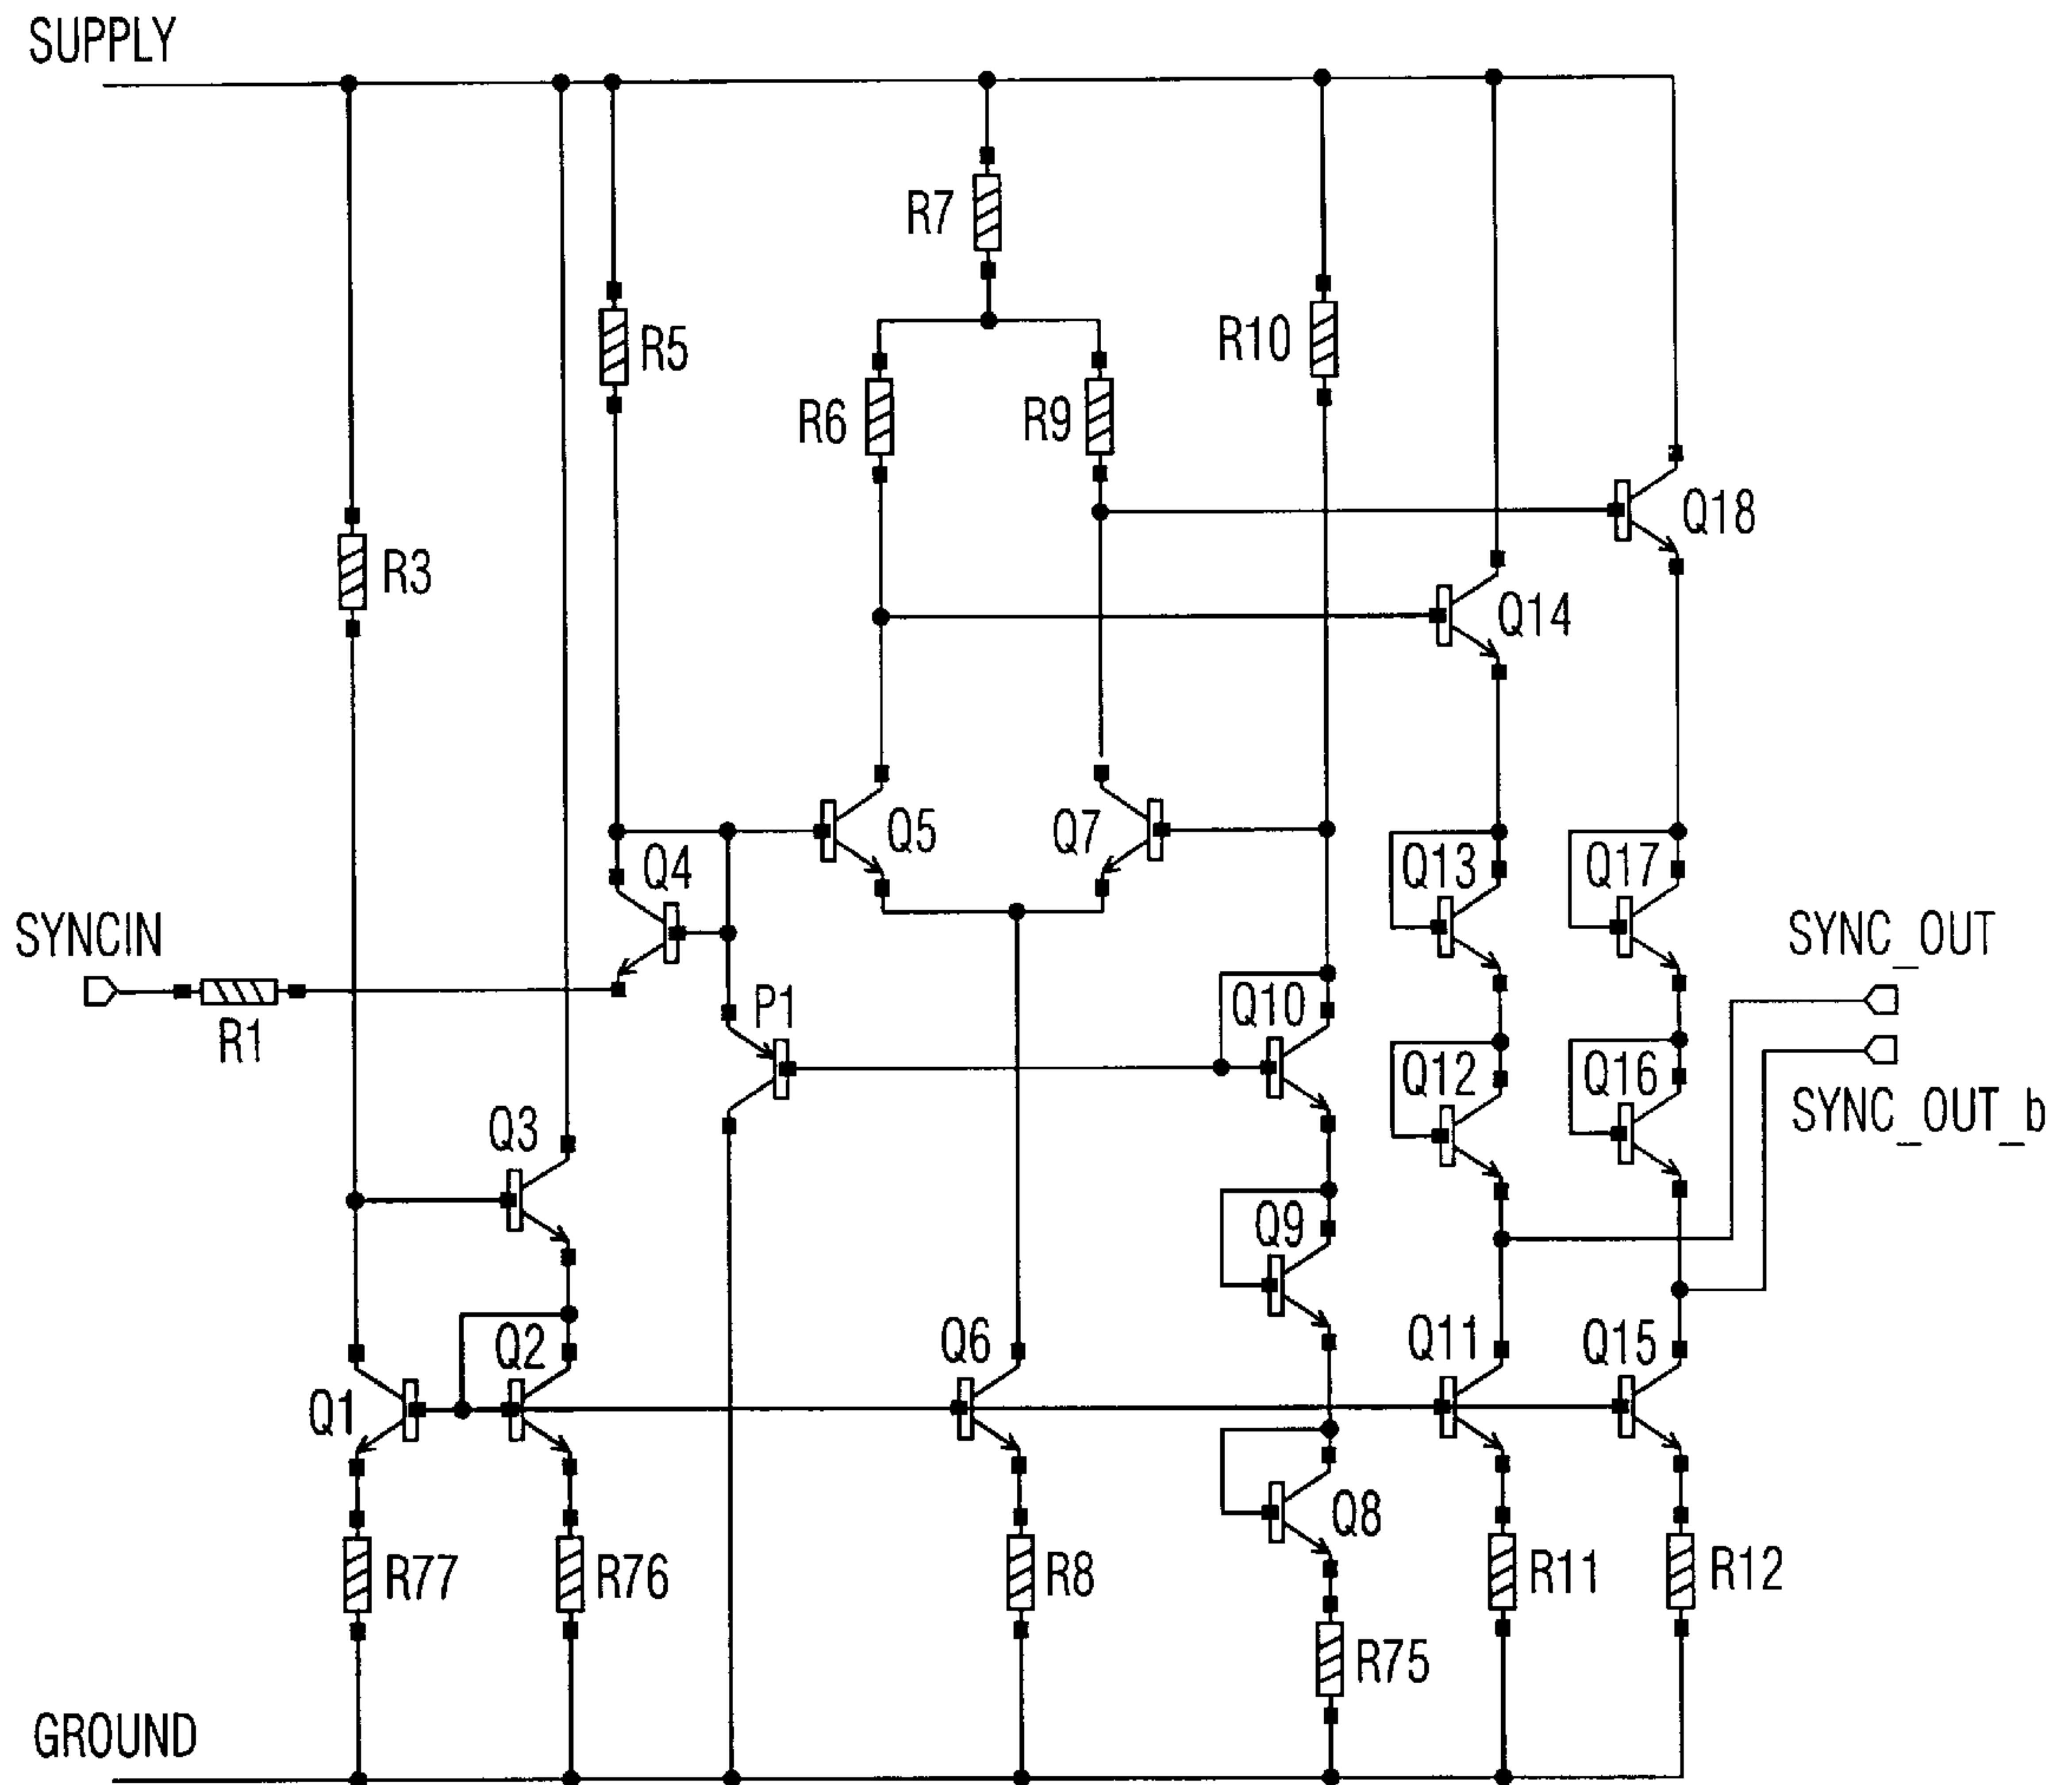 SUPPLY
R7
R5
R10
R6
R9
Q18
R3
Q14
Q5
Q7
Q4
Q13
Q17
SYNCIN
SYNC_OUT
R1
P1
Q10
Q12
Q16
SYNC_OUT_b
Q3
Q9
Q2
Q6
Q11
Q15
Q1
Q8
R77
R76
R8
R11
R12
R75
GROUND